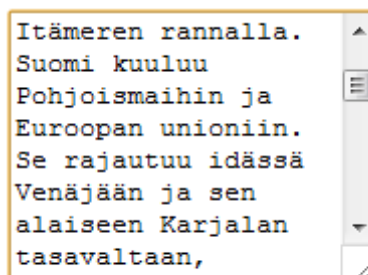 Itämeren rannalla.
Suomi kuuluu
Pohjoismaihin ja
Euroopan unioniin.
Se rajautuu idässä
Venäjään ja sen
alaiseen Karjalan
tasavaltaan,